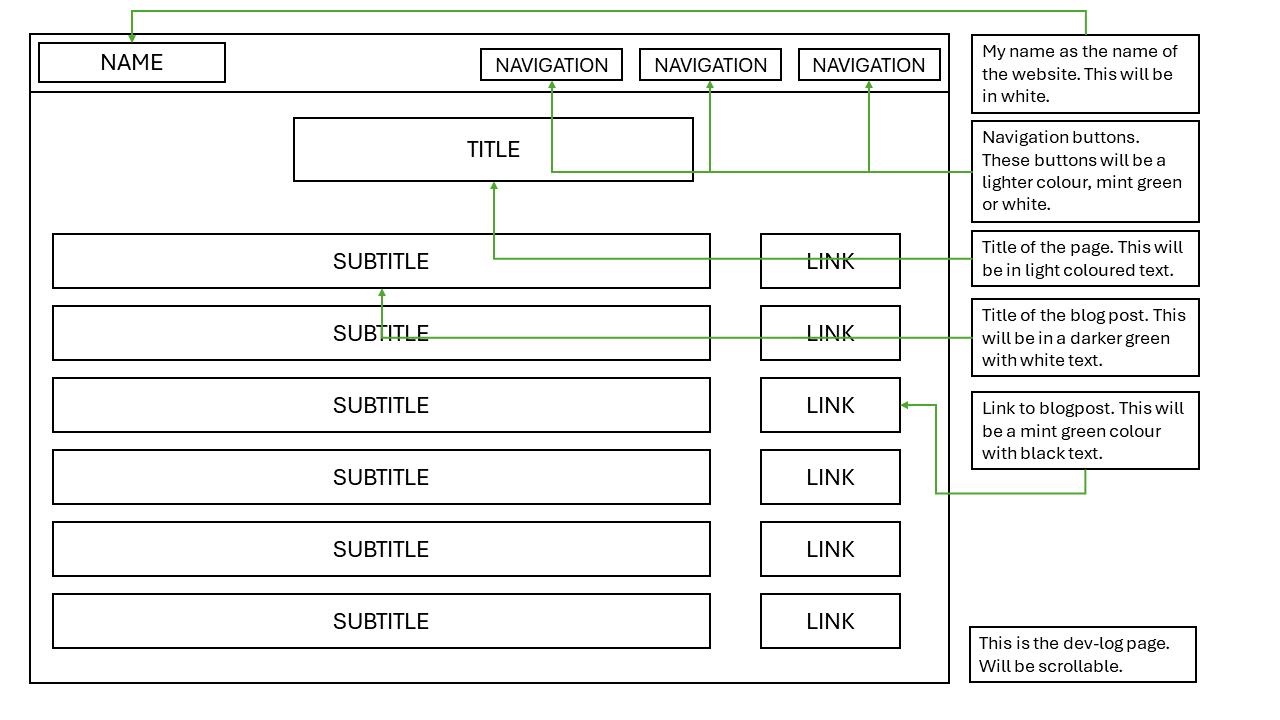 NAME
NAVIGATION
NAVIGATION
NAVIGATION
TITLE
SUBTITLE
LINK
SUBTITLE
LINK
SUBTITLE
LINK
SUBTITLE
LINK
SUBTITLE
LINK
SUBTITLE
LINK
My name as the name of
the website. This will be
in white.
Navigation buttons.
These buttons will be a
lighter colour, mint green
or white.
Title of the page. This will
be in light coloured text.
Title of the blog post. This
will be in a darker green
with white text.
Link to blogpost. This will
be a mint green colour
with black text.
This is the dev-log page.
Will be scrollable.